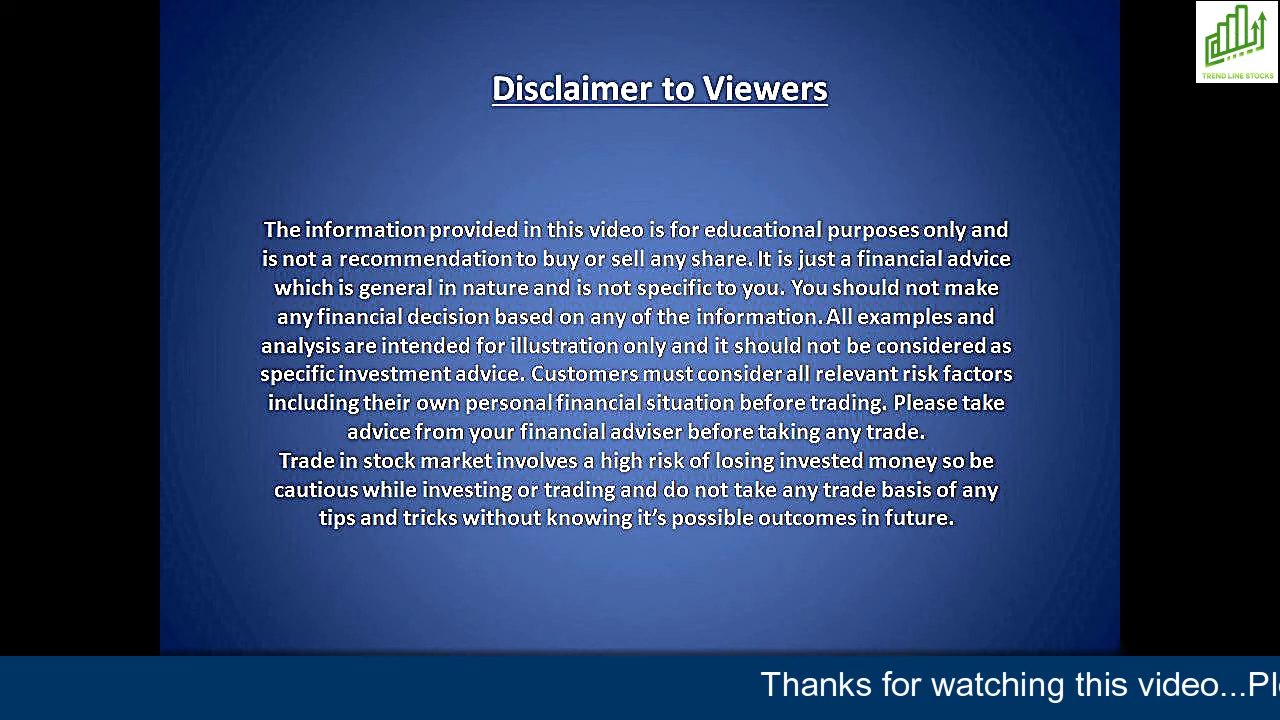 TREND LINE STOCKS
Disclaimer to Viewers
The information provided in this video is for educational purposes only and
is not a recommendation to buy or sell any share. It is just a financial advice
which is general in nature and is not specific to you. You should not make
any financial decision based on any of the information. All examples and
analysis are intended for illustration only and it should not be considered as
specific investment advice. Customers must consider all relevant risk factors
including their own personal financial situation before trading. Please take
advice from your financial adviser before taking any trade.
Trade in stock market involves a high risk of losing invested money so be
cautious while investing or trading and do not take any trade basis of any
tips and tricks without knowing it's possible outcomes in future.
Thanks for watching this video...Pl